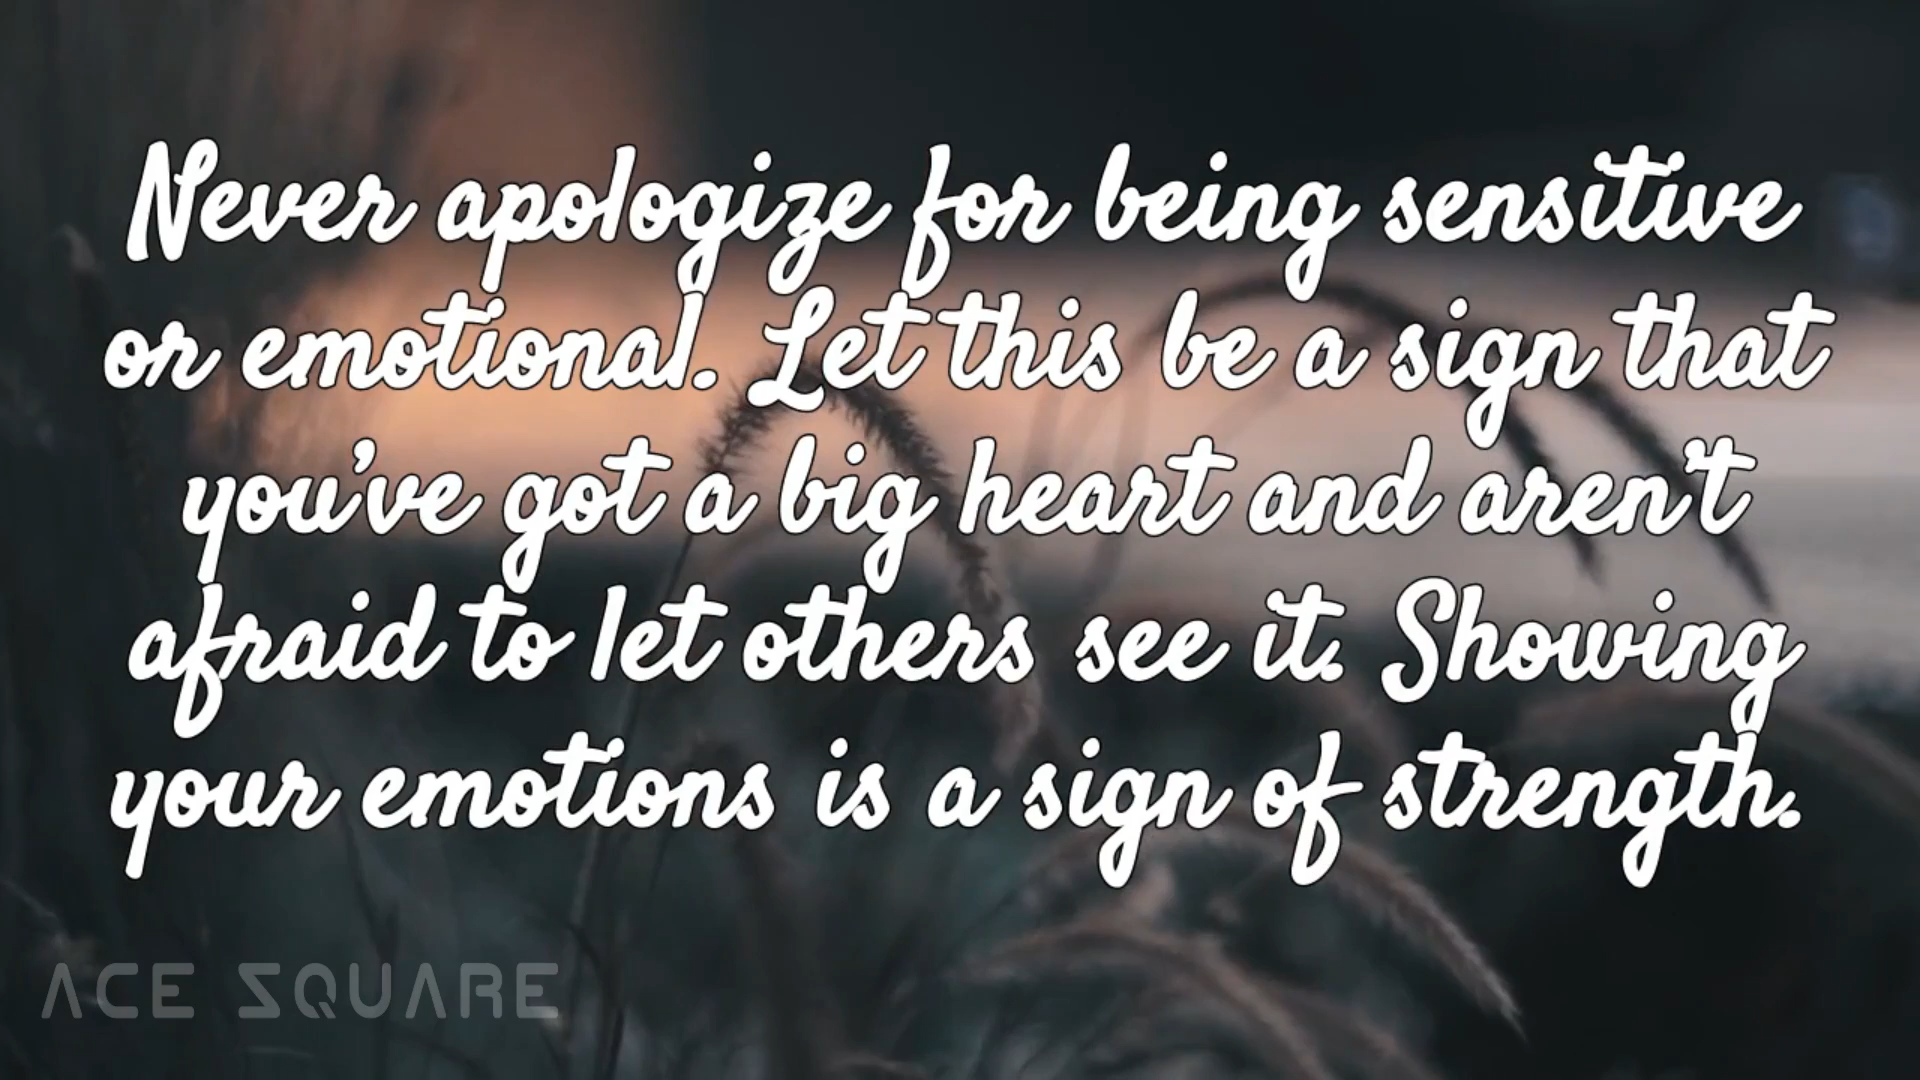 Never apologize for being sensitive
or emotional. Let this be a sign that
you've got a big heart and aren't
afraid to let others see it. Showing
your emotions is a sign of strength.
ACE SQUARE